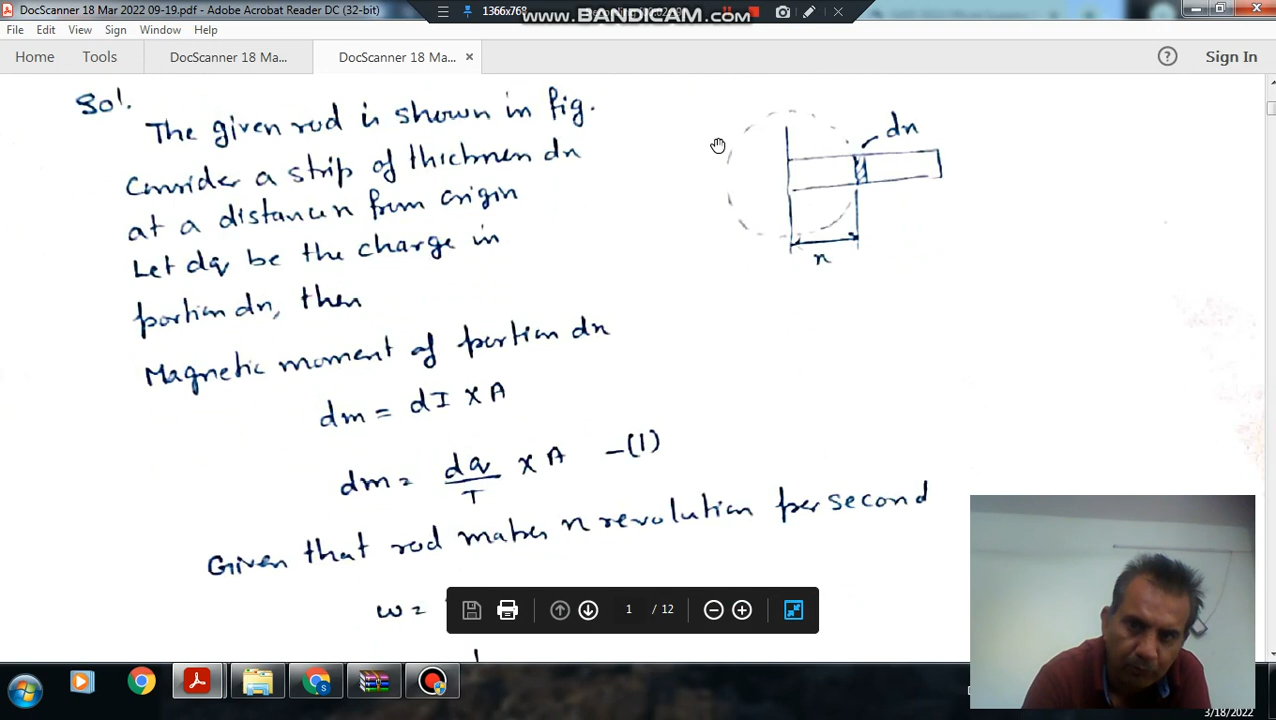 DocScanner 18 Mar 2022 09-19.pdf - Adobe Acrobat Reader DC (32-bit)
1366x768
www.BANDICAM.com
File Edit View Sign Window Help
Home Tools DocScanner 18 Ma... DocScanner 18 Ma... × Sign In
Sol.
The given rod is shown in fig.
Consider a strip of thicknen dx
at a distance x from origin
Let dq be the charge in
portion dx, then
dx
x
Magnetic moment of portion dx
dm = dI × A
dm = dq/T × A -(1)
Given that rod makes n revolution per second
ω =
1 / 12
3/18/2022